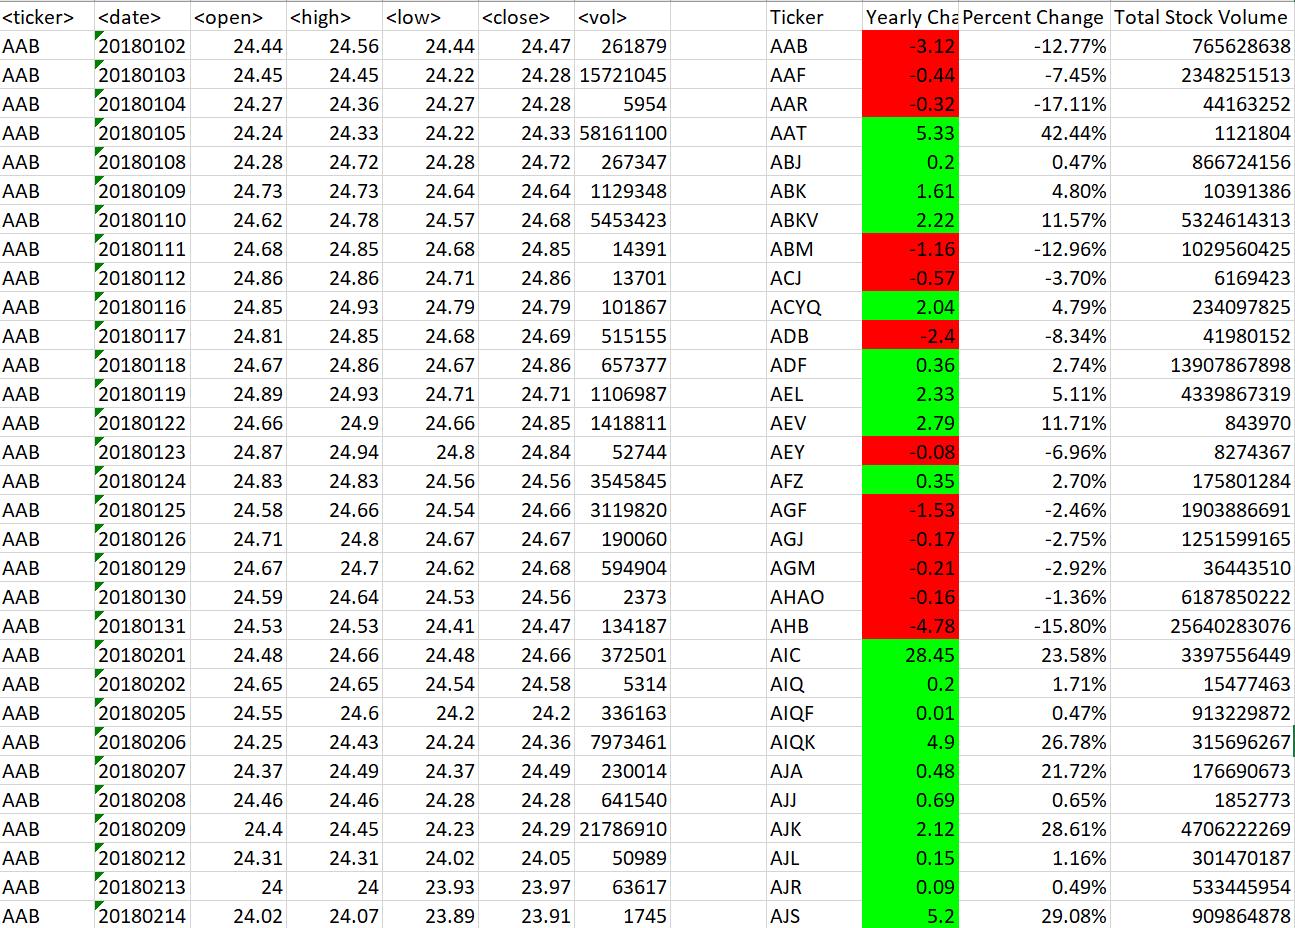 <ticker> <date> <open> <high> <low> <close> <vol> Ticker Yearly Cha Percent Change Total Stock Volume
AAB 20180102 24.44 24.56 24.44 24.47 261879 AAB -3.12 -12.77% 765628638
AAB 20180103 24.45 24.45 24.22 24.28 15721045 AAF -0.44 -7.45% 2348251513
AAB 20180104 24.27 24.36 24.27 24.28 5954 AAR -0.32 -17.11% 44163252
AAB 20180105 24.24 24.33 24.22 24.33 58161100 AAT 5.33 42.44% 1121804
AAB 20180108 24.28 24.72 24.28 24.72 267347 ABJ 0.2 0.47% 866724156
AAB 20180109 24.73 24.73 24.64 24.64 1129348 ABK 1.61 4.80% 10391386
AAB 20180110 24.62 24.78 24.57 24.68 5453423 ABKV 2.22 11.57% 5324614313
AAB 20180111 24.68 24.85 24.68 24.85 14391 ABM -1.16 -12.96% 1029560425
AAB 20180112 24.86 24.86 24.71 24.86 13701 ACJ -0.57 -3.70% 6169423
AAB 20180116 24.85 24.93 24.79 24.79 101867 ACYQ 2.04 4.79% 234097825
AAB 20180117 24.81 24.85 24.68 24.69 515155 ADB -2.4 -8.34% 41980152
AAB 20180118 24.67 24.86 24.67 24.86 657377 ADF 0.36 2.74% 13907867898
AAB 20180119 24.89 24.93 24.71 24.71 1106987 AEL 2.33 5.11% 4339867319
AAB 20180122 24.66 24.9 24.66 24.85 1418811 AEV 2.79 11.71% 843970
AAB 20180123 24.87 24.94 24.8 24.84 52744 AEY -0.08 -6.96% 8274367
AAB 20180124 24.83 24.83 24.56 24.56 3545845 AFZ 0.35 2.70% 175801284
AAB 20180125 24.58 24.66 24.54 24.66 3119820 AGF -1.53 -2.46% 1903886691
AAB 20180126 24.71 24.8 24.67 24.67 190060 AGJ -0.17 -2.75% 1251599165
AAB 20180129 24.67 24.7 24.62 24.68 594904 AGM -0.21 -2.92% 36443510
AAB 20180130 24.59 24.64 24.53 24.56 2373 AHAO -0.16 -1.36% 6187850222
AAB 20180131 24.53 24.53 24.41 24.47 134187 AHB -4.78 -15.80% 25640283076
AAB 20180201 24.48 24.66 24.48 24.66 372501 AIC 28.45 23.58% 3397556449
AAB 20180202 24.65 24.65 24.54 24.58 5314 AIQ 0.2 1.71% 15477463
AAB 20180205 24.55 24.6 24.2 24.2 336163 AIQF 0.01 0.47% 913229872
AAB 20180206 24.25 24.43 24.24 24.36 7973461 AIQK 4.9 26.78% 315696267
AAB 20180207 24.37 24.49 24.37 24.49 230014 AJA 0.48 21.72% 176690673
AAB 20180208 24.46 24.46 24.28 24.28 641540 AJJ 0.69 0.65% 1852773
AAB 20180209 24.4 24.45 24.23 24.29 21786910 AJK 2.12 28.61% 4706222269
AAB 20180212 24.31 24.31 24.02 24.05 50989 AJL 0.15 1.16% 301470187
AAB 20180213 24 24 23.93 23.97 63617 AJR 0.09 0.49% 533445954
AAB 20180214 24.02 24.07 23.89 23.91 1745 AJS 5.2 29.08% 909864878